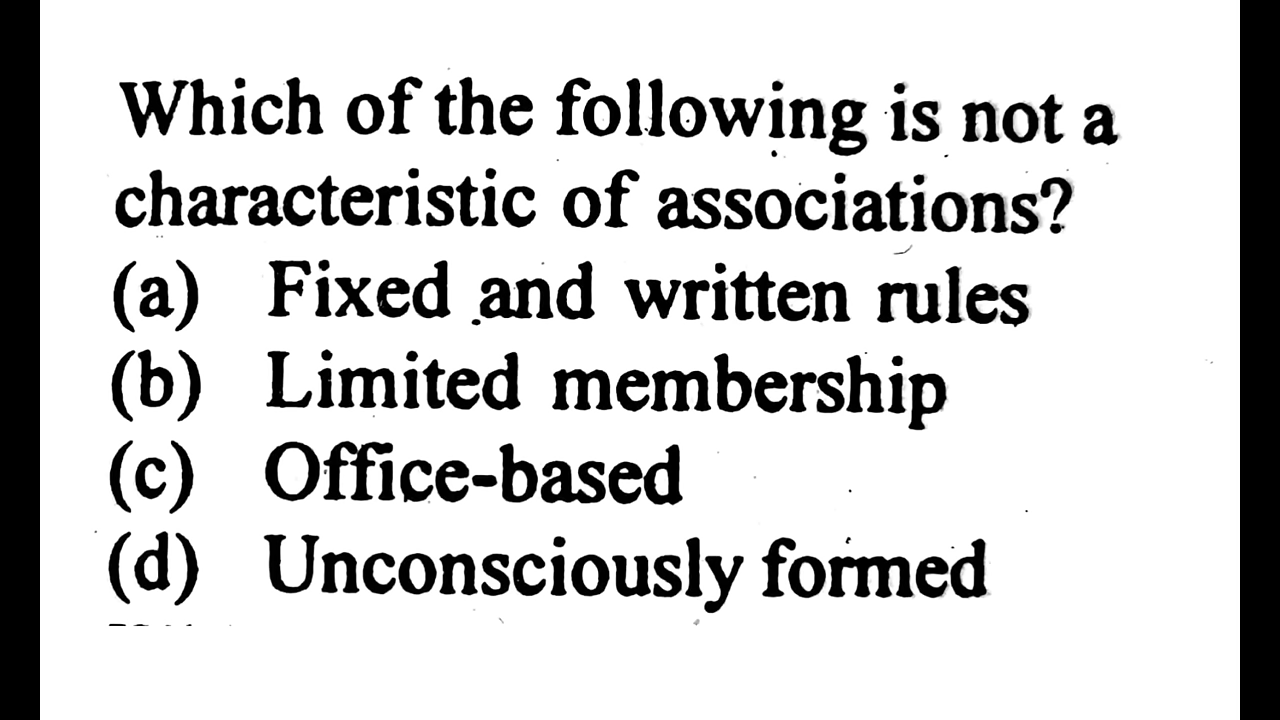 Which of the following is not a
characteristic of associations?
(a) Fixed and written rules
(b) Limited membership
(c) Office-based
(d) Unconsciously formed